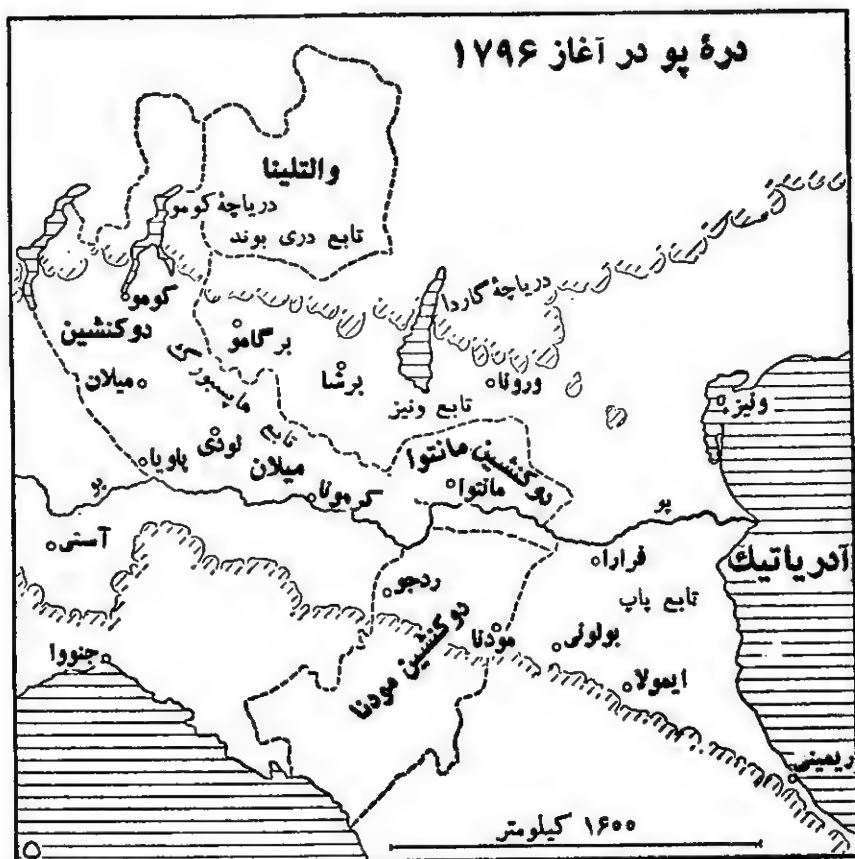 درهٔ پو در آغاز ۱۷۹۶
والتلینا
دریاچهٔ کومو
تابع دری بوند
دریاچهٔ گاردا
کومو
دوکنشین
برگامو
میلان
هاپسبورگ
برشا
ورونا
ونیز
تابع ونیز
تابع
لودی
پاویا
میلان
دوکنشین مانتوا
کرمونا
مانتوا
پو
پو
آستی
فرارا
آدریاتیك
ردجو
تابع پاپ
دوکنشین مودنا
مودنا
بولونی
جنووا
ایمولا
ریمینی
۱۶۰۰ کیلومتر